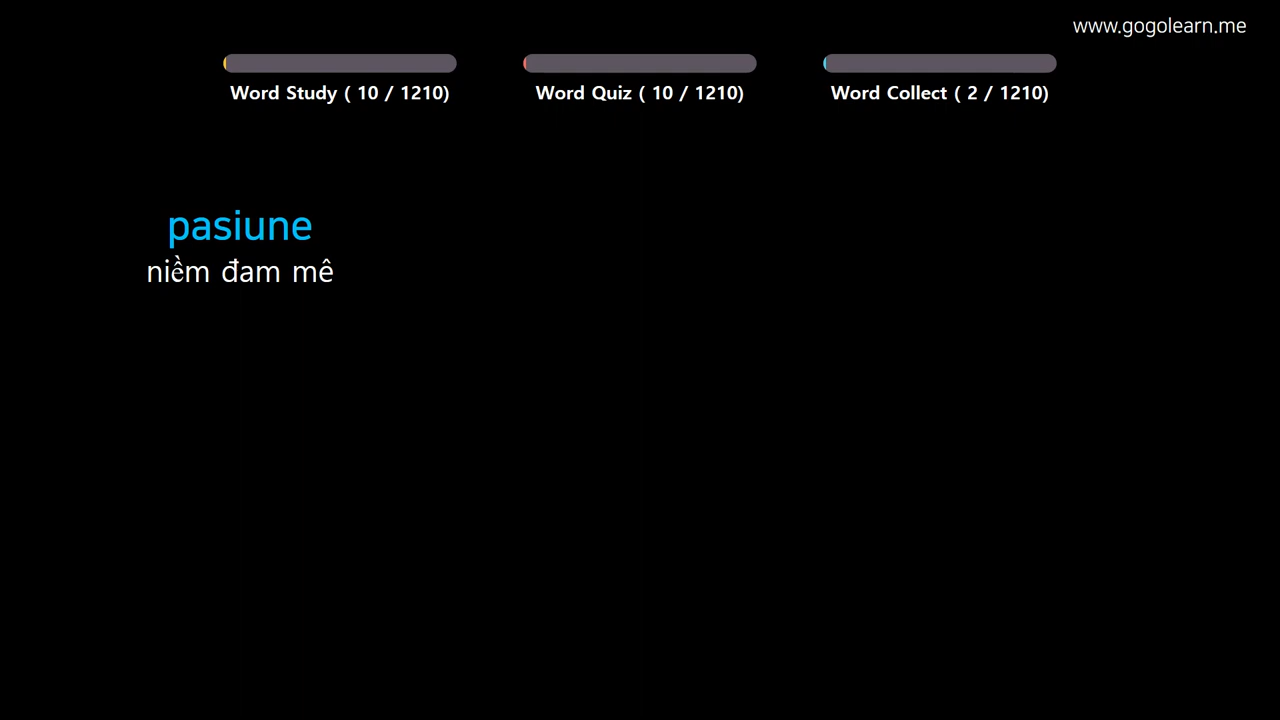 www.gogolearn.me
Word Study ( 10 / 1210)
Word Quiz ( 10 / 1210)
Word Collect ( 2 / 1210)
pasiune
niềm đam mê